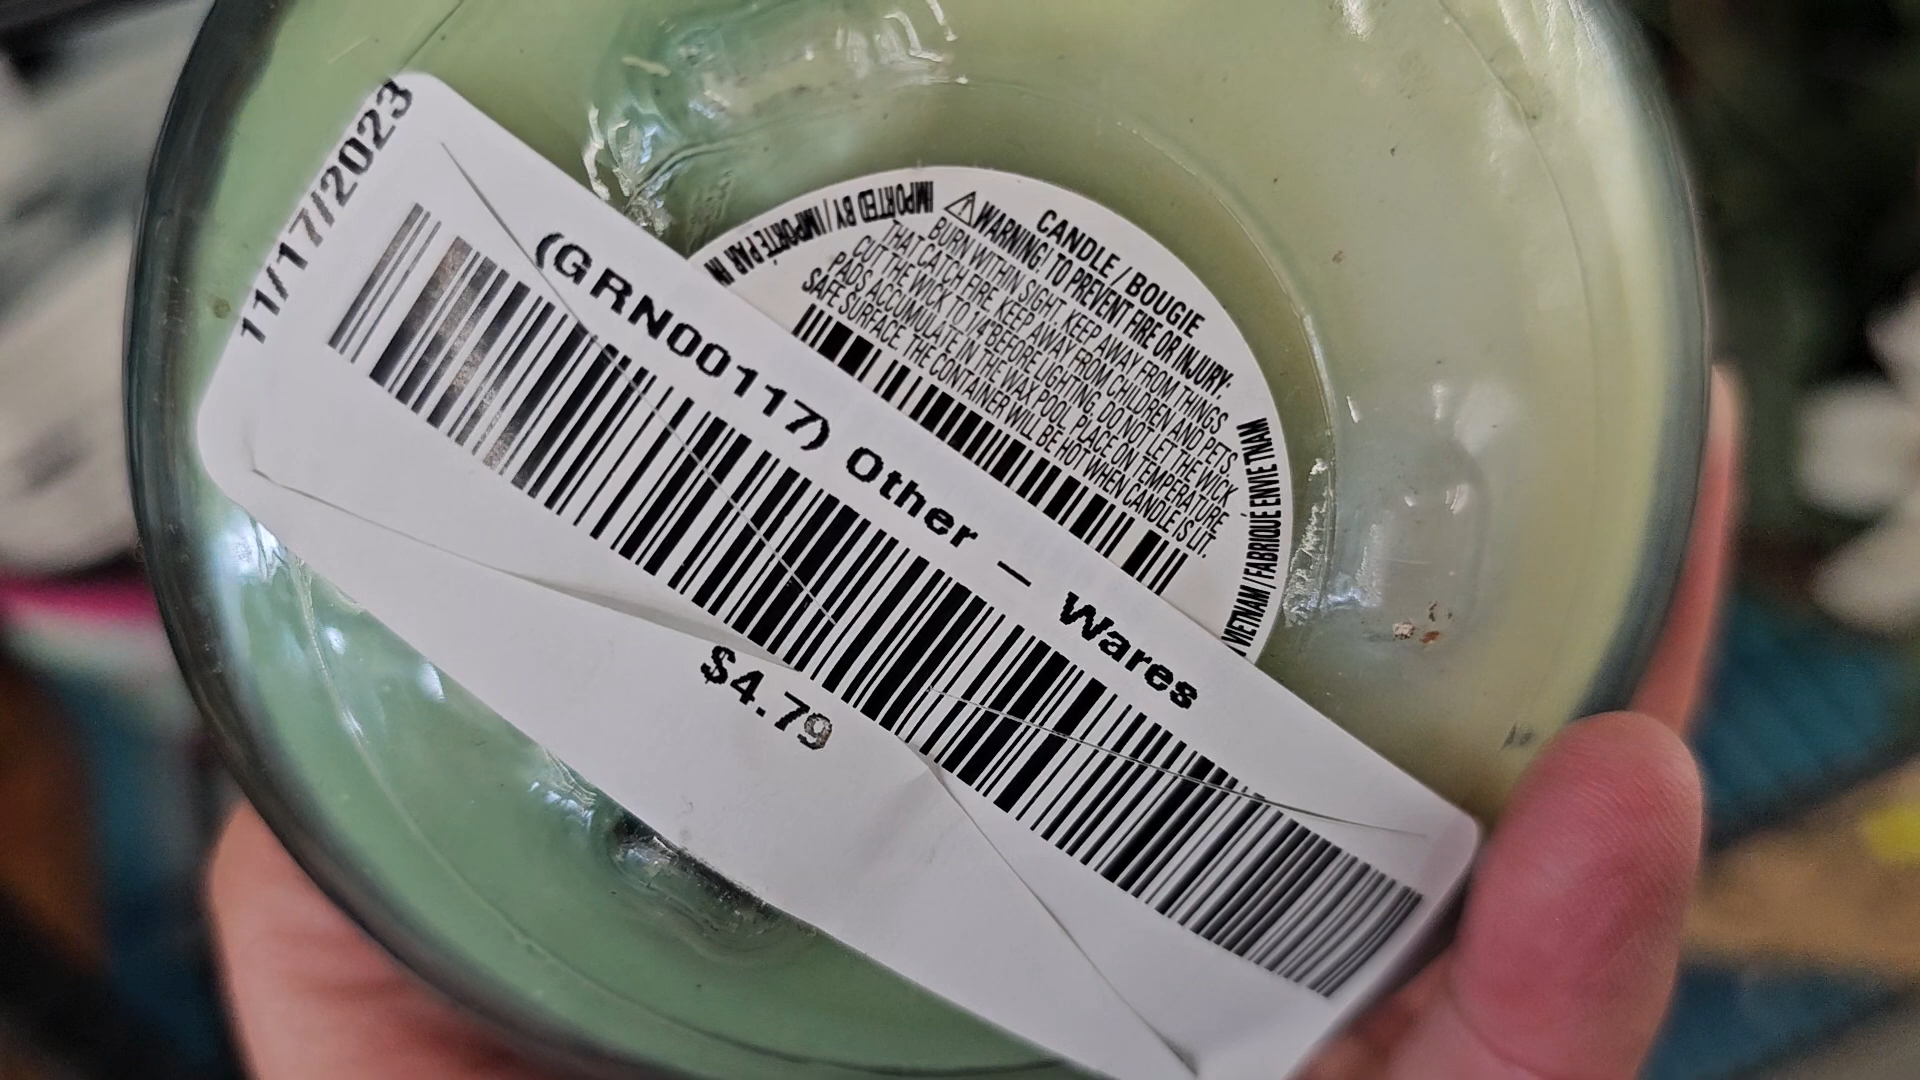 11/17/2023
(GRN00117) Other – Wares
$4.79
IMPORTED BY / IMPORTÉ PAR
CANDLE / BOUGIE
⚠WARNING: TO PREVENT FIRE OR INJURY:
BURN WITHIN SIGHT. KEEP AWAY FROM THINGS
THAT CATCH FIRE. KEEP AWAY FROM CHILDREN AND PETS.
CUT THE WICK TO 1/4" BEFORE LIGHTING, DO NOT LET THE WICK
PADS ACCUMULATE IN THE WAX POOL. PLACE ON TEMPERATURE
SAFE SURFACE. THE CONTAINER WILL BE HOT WHEN CANDLE IS LIT.
VIETNAM / FABRIQUE ENVIE TNAM